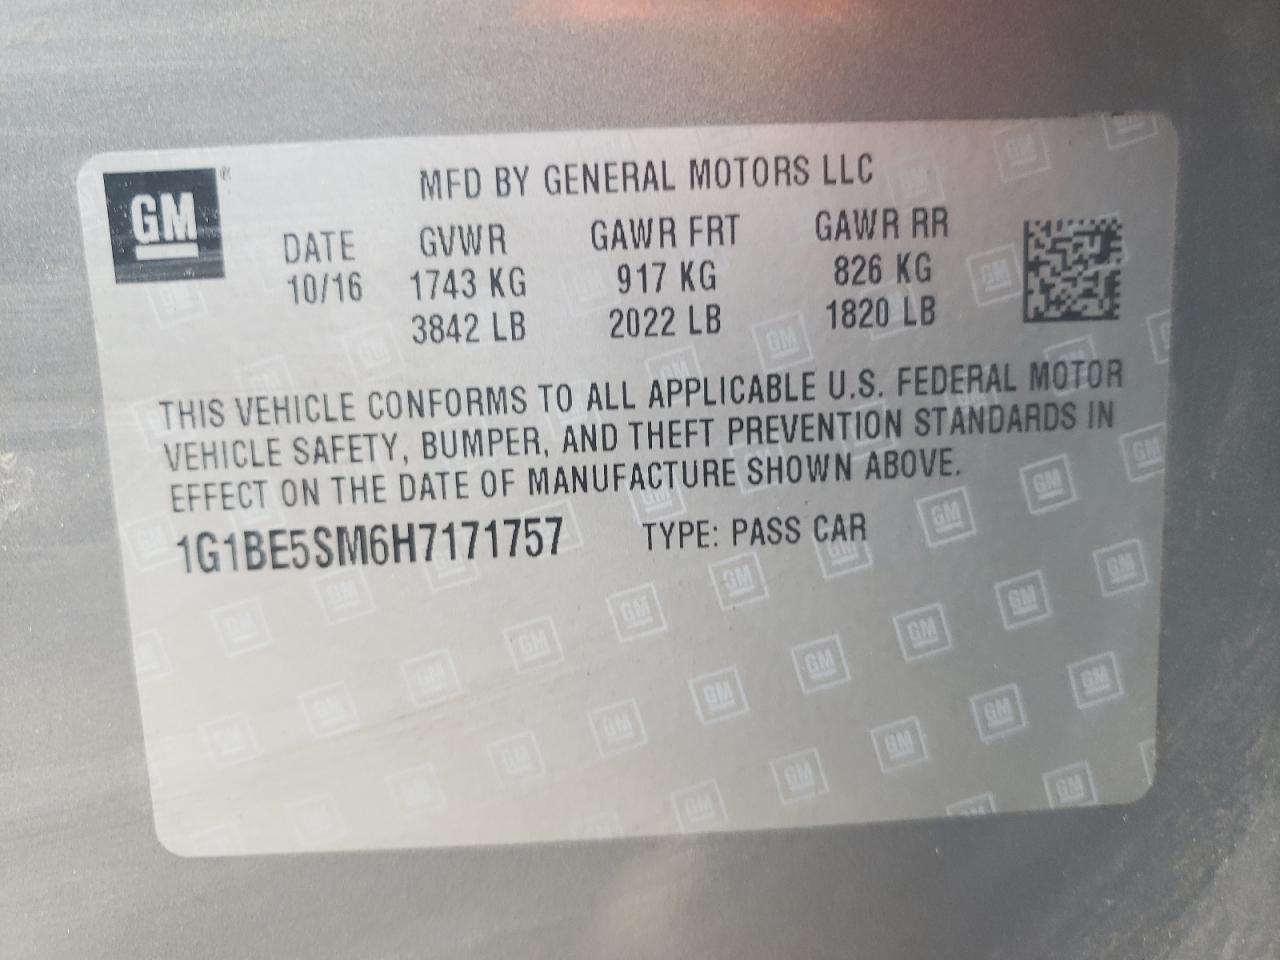 GM ®
MFD BY GENERAL MOTORS LLC
DATE GVWR GAWR FRT GAWR RR
10/16 1743 KG 917 KG 826 KG
3842 LB 2022 LB 1820 LB
THIS VEHICLE CONFORMS TO ALL APPLICABLE U.S. FEDERAL MOTOR
VEHICLE SAFETY, BUMPER, AND THEFT PREVENTION STANDARDS IN
EFFECT ON THE DATE OF MANUFACTURE SHOWN ABOVE.
1G1BE5SM6H7171757 TYPE: PASS CAR